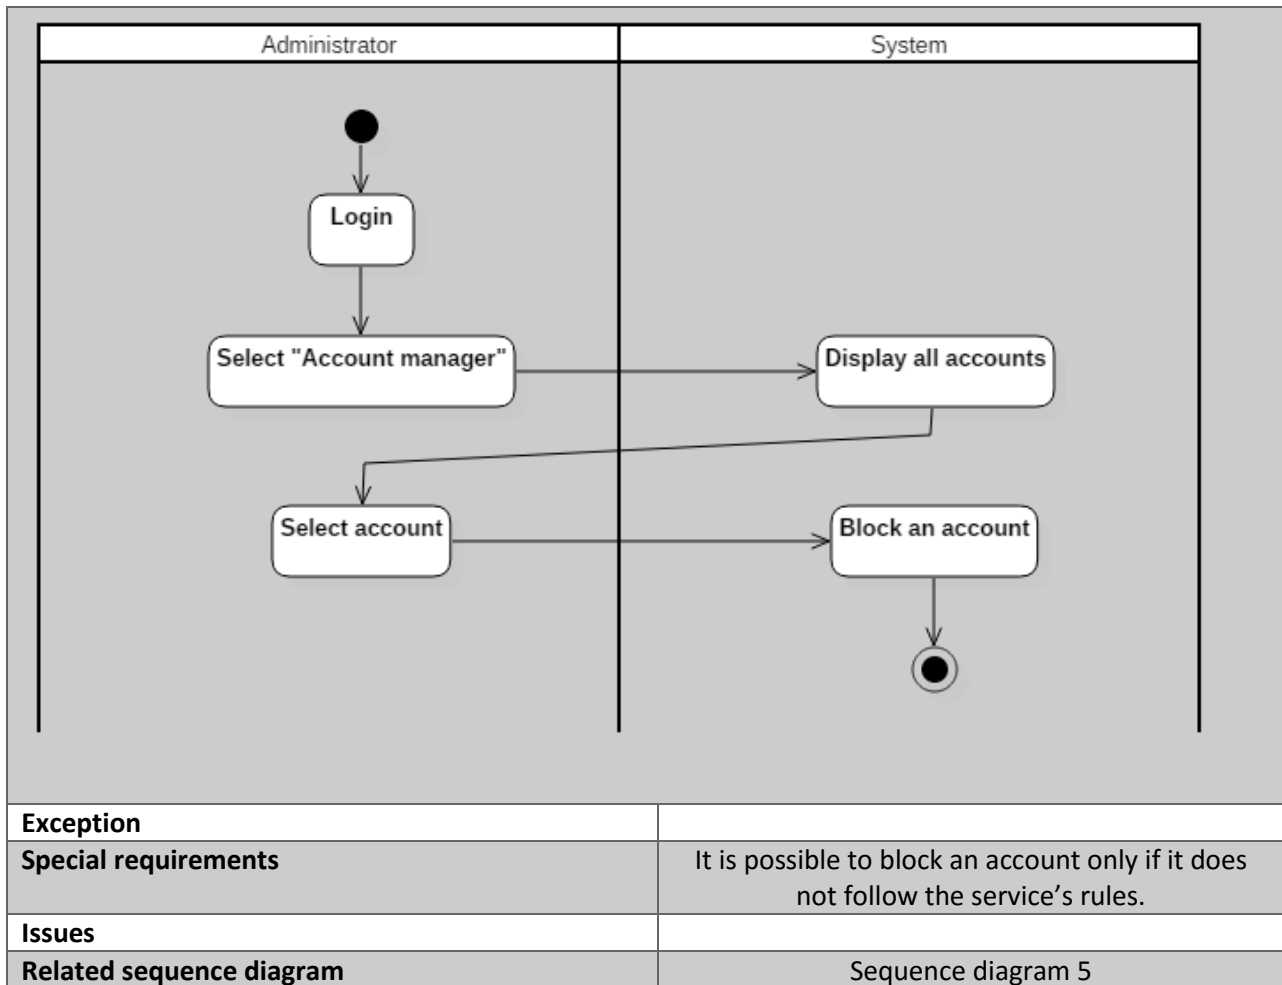 Administrator
System
Login
Select "Account manager"
Display all accounts
Select account
Block an account
Exception
Special requirements
It is possible to block an account only if it does
not follow the service’s rules.
Issues
Related sequence diagram
Sequence diagram 5